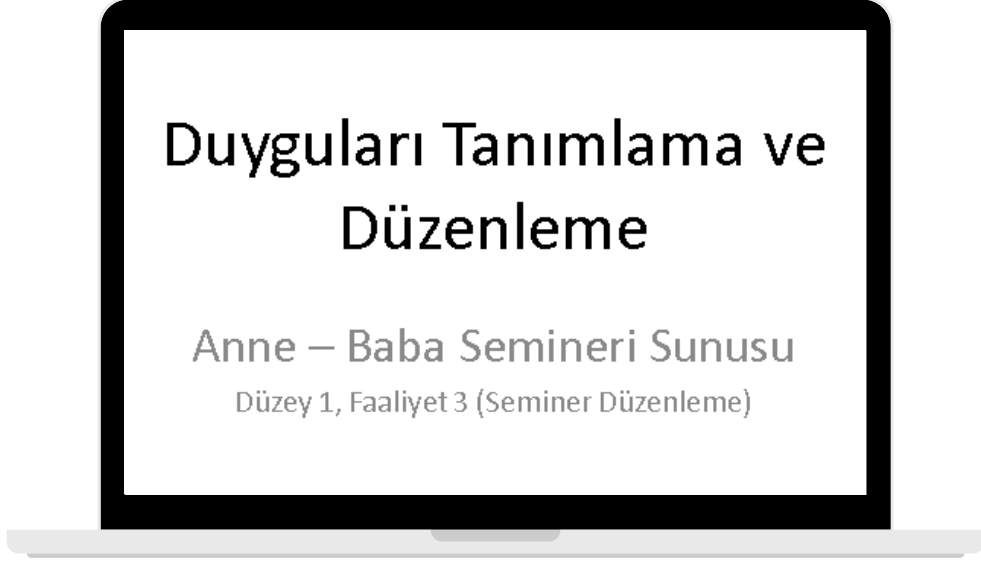 Duyguları Tanımlama ve
Düzenleme
Anne – Baba Semineri Sunusu
Düzey 1, Faaliyet 3 (Seminer Düzenleme)